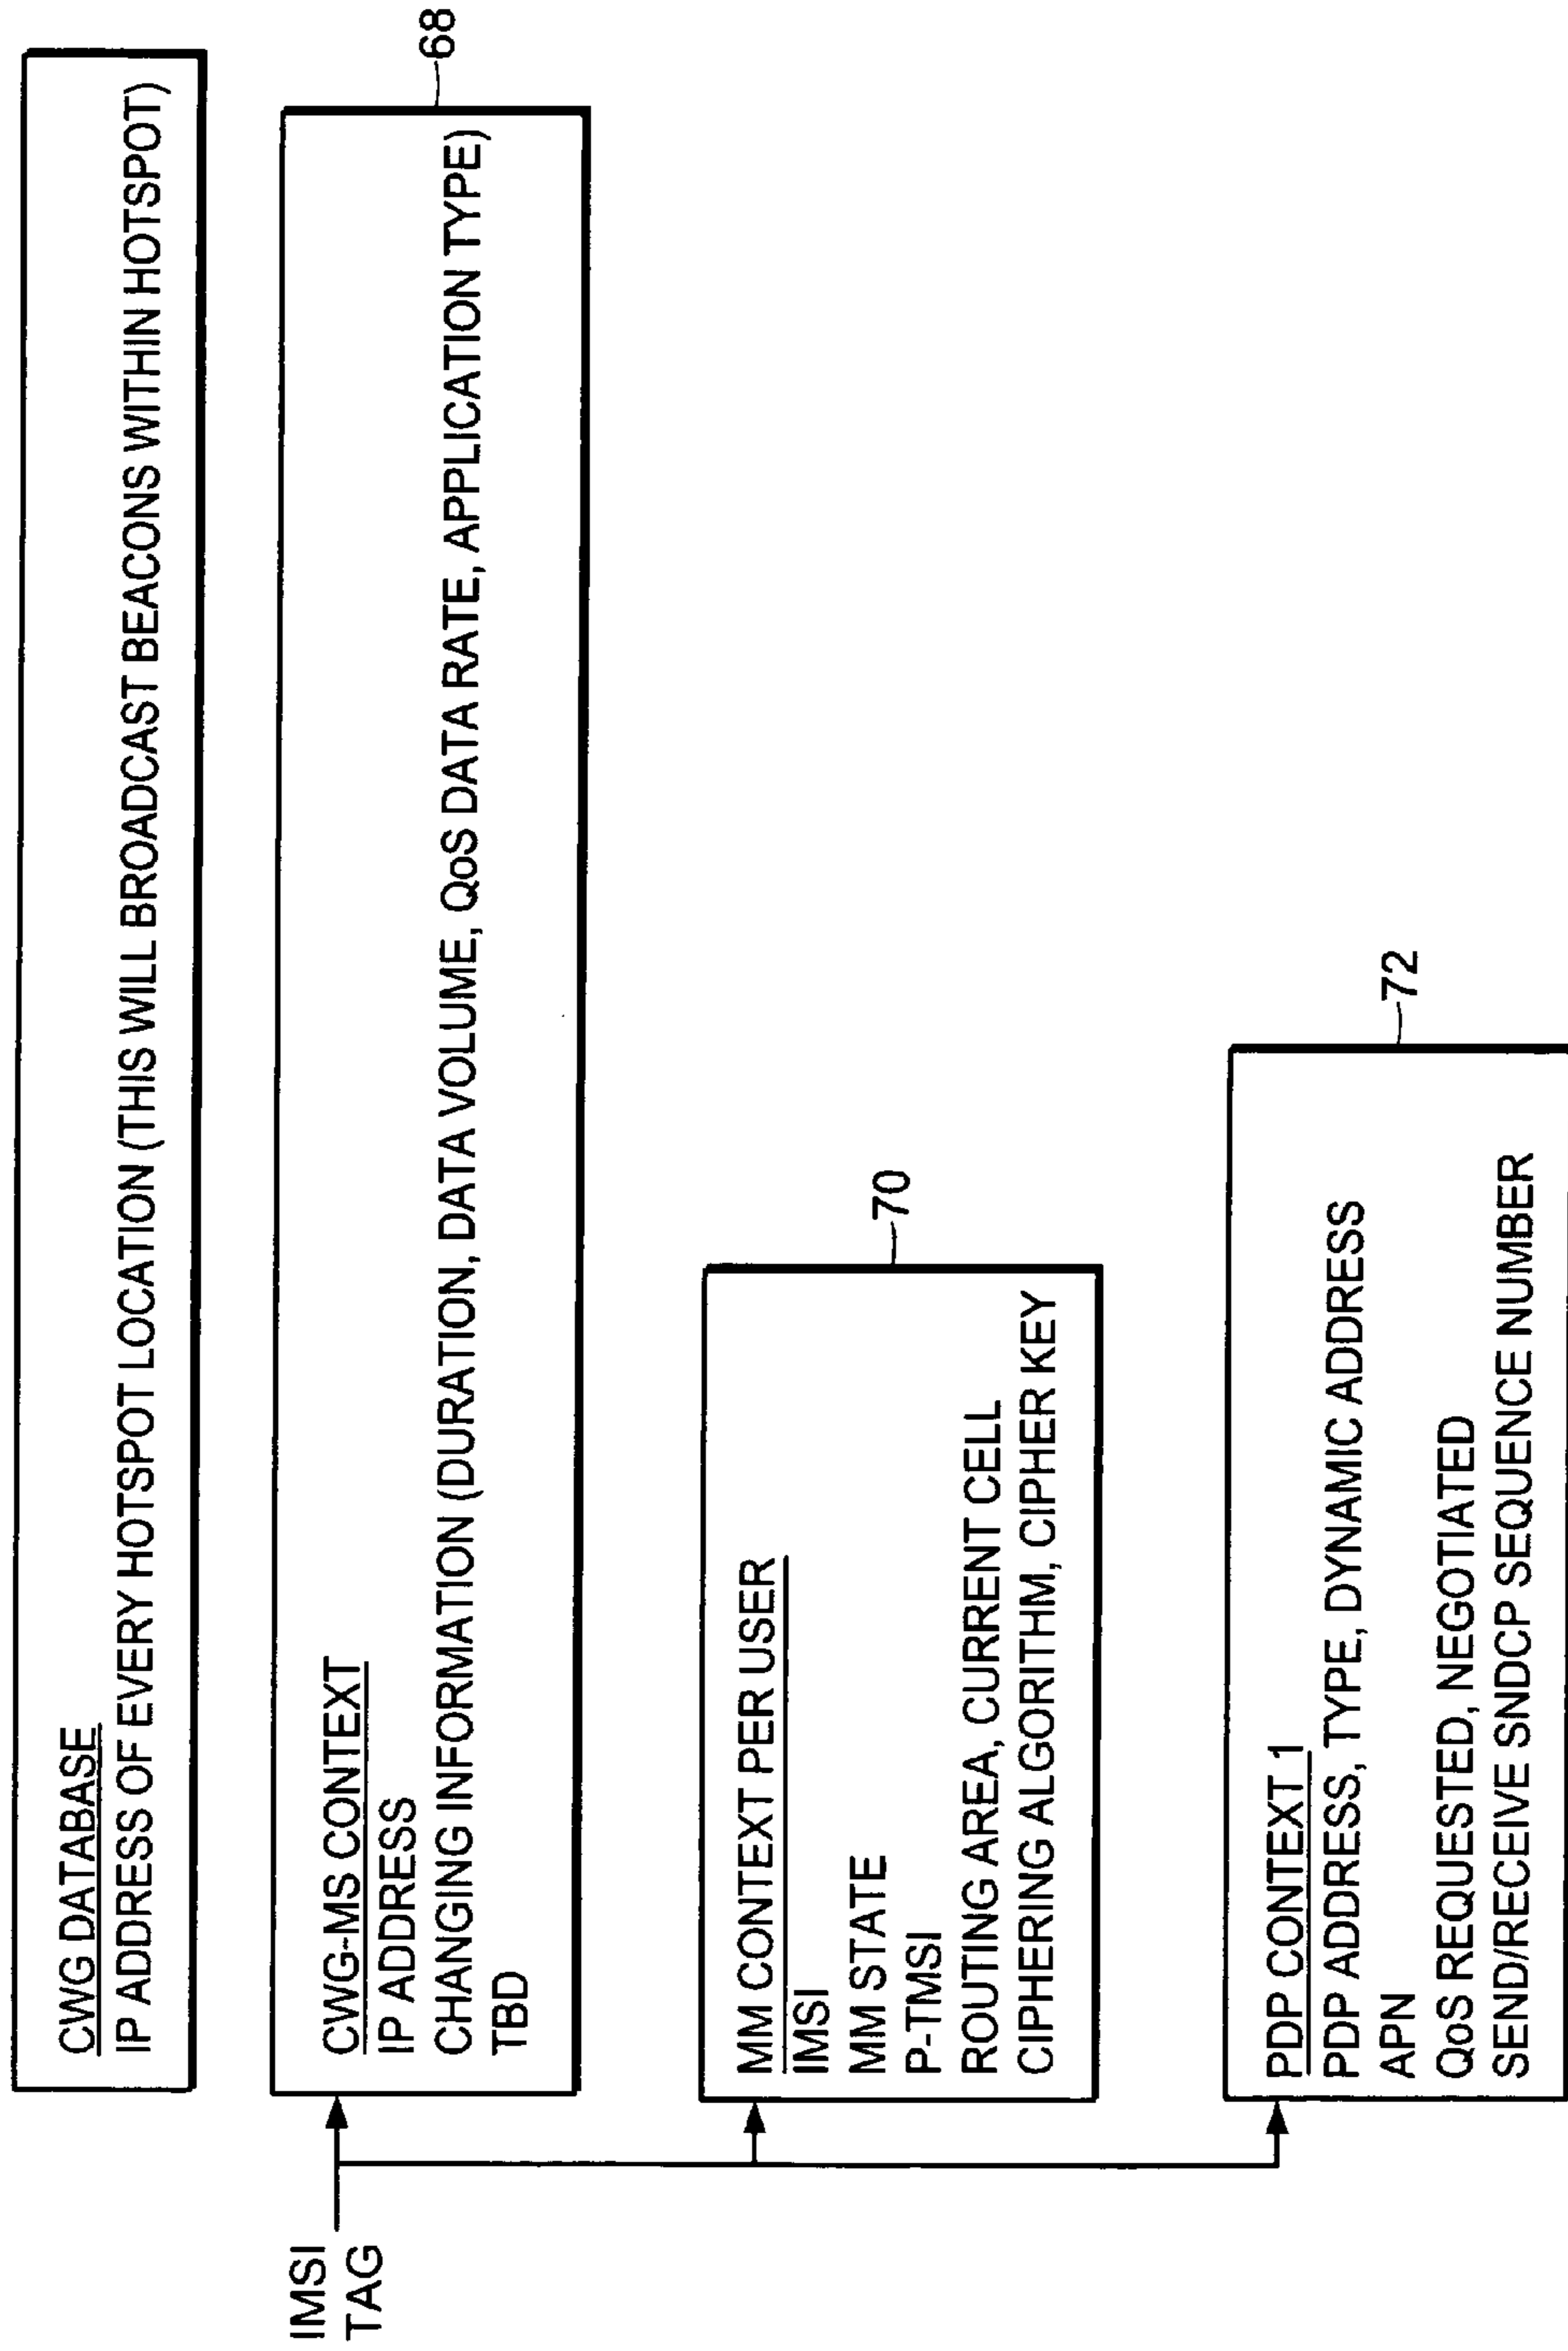 CWG DATABASE
IP ADDRESS OF EVERY HOTSPOT LOCATION (THIS WILL BROADCAST BEACONS WITHIN HOTSPOT)
IMSI
TAG
CWG-MS CONTEXT
IP ADDRESS
CHANGING INFORMATION (DURATION, DATA VOLUME, QoS DATA RATE, APPLICATION TYPE)
TBD
68
MM CONTEXT PER USER
IMSI
MM STATE
P-TMSI
ROUTING AREA, CURRENT CELL
CIPHERING ALGORITHM, CIPHER KEY
70
PDP CONTEXT 1
PDP ADDRESS, TYPE, DYNAMIC ADDRESS
APN
QoS REQUESTED, NEGOTIATED
SEND/RECEIVE SNDCP SEQUENCE NUMBER
72